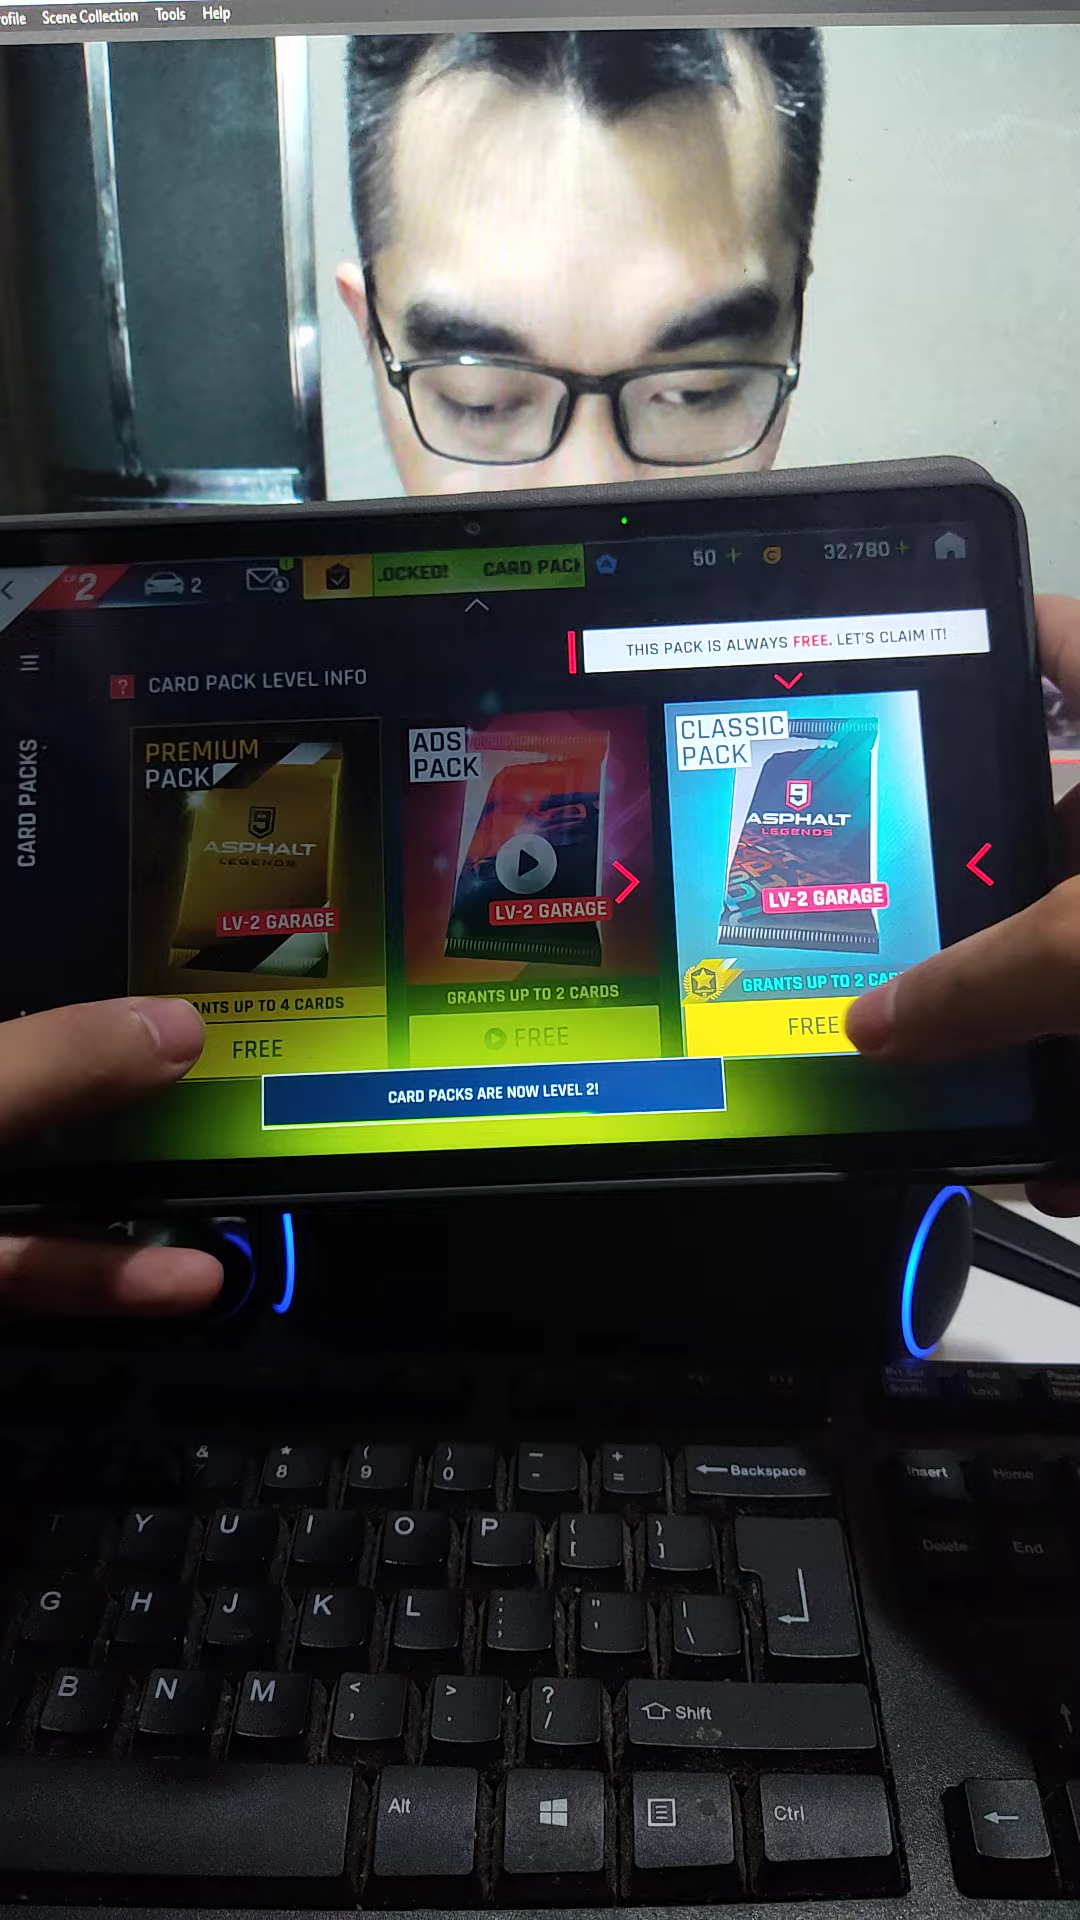 ofile Scene Collection Tools Help
LV 2
2
.OCKED! CARD PACK
50 +
32,780 +
THIS PACK IS ALWAYS FREE. LET'S CLAIM IT!
? CARD PACK LEVEL INFO
CARD PACKS
PREMIUM
PACK
9
ASPHALT
LEGENDS
LV-2 GARAGE
ANTS UP TO 4 CARDS
FREE
ADS
PACK
LV-2 GARAGE
GRANTS UP TO 2 CARDS
FREE
CLASSIC
PACK
9
ASPHALT
LEGENDS
LV-2 GARAGE
GRANTS UP TO 2 CAR
FREE
CARD PACKS ARE NOW LEVEL 2!
& 7 * 8 ( 9 ) 0 _ - + = Backspace
Insert Home
T Y U I O P { [ } ]
Delete End
G H J K L : ; " ' | \
B N M < , > . ? / Shift
Alt Ctrl